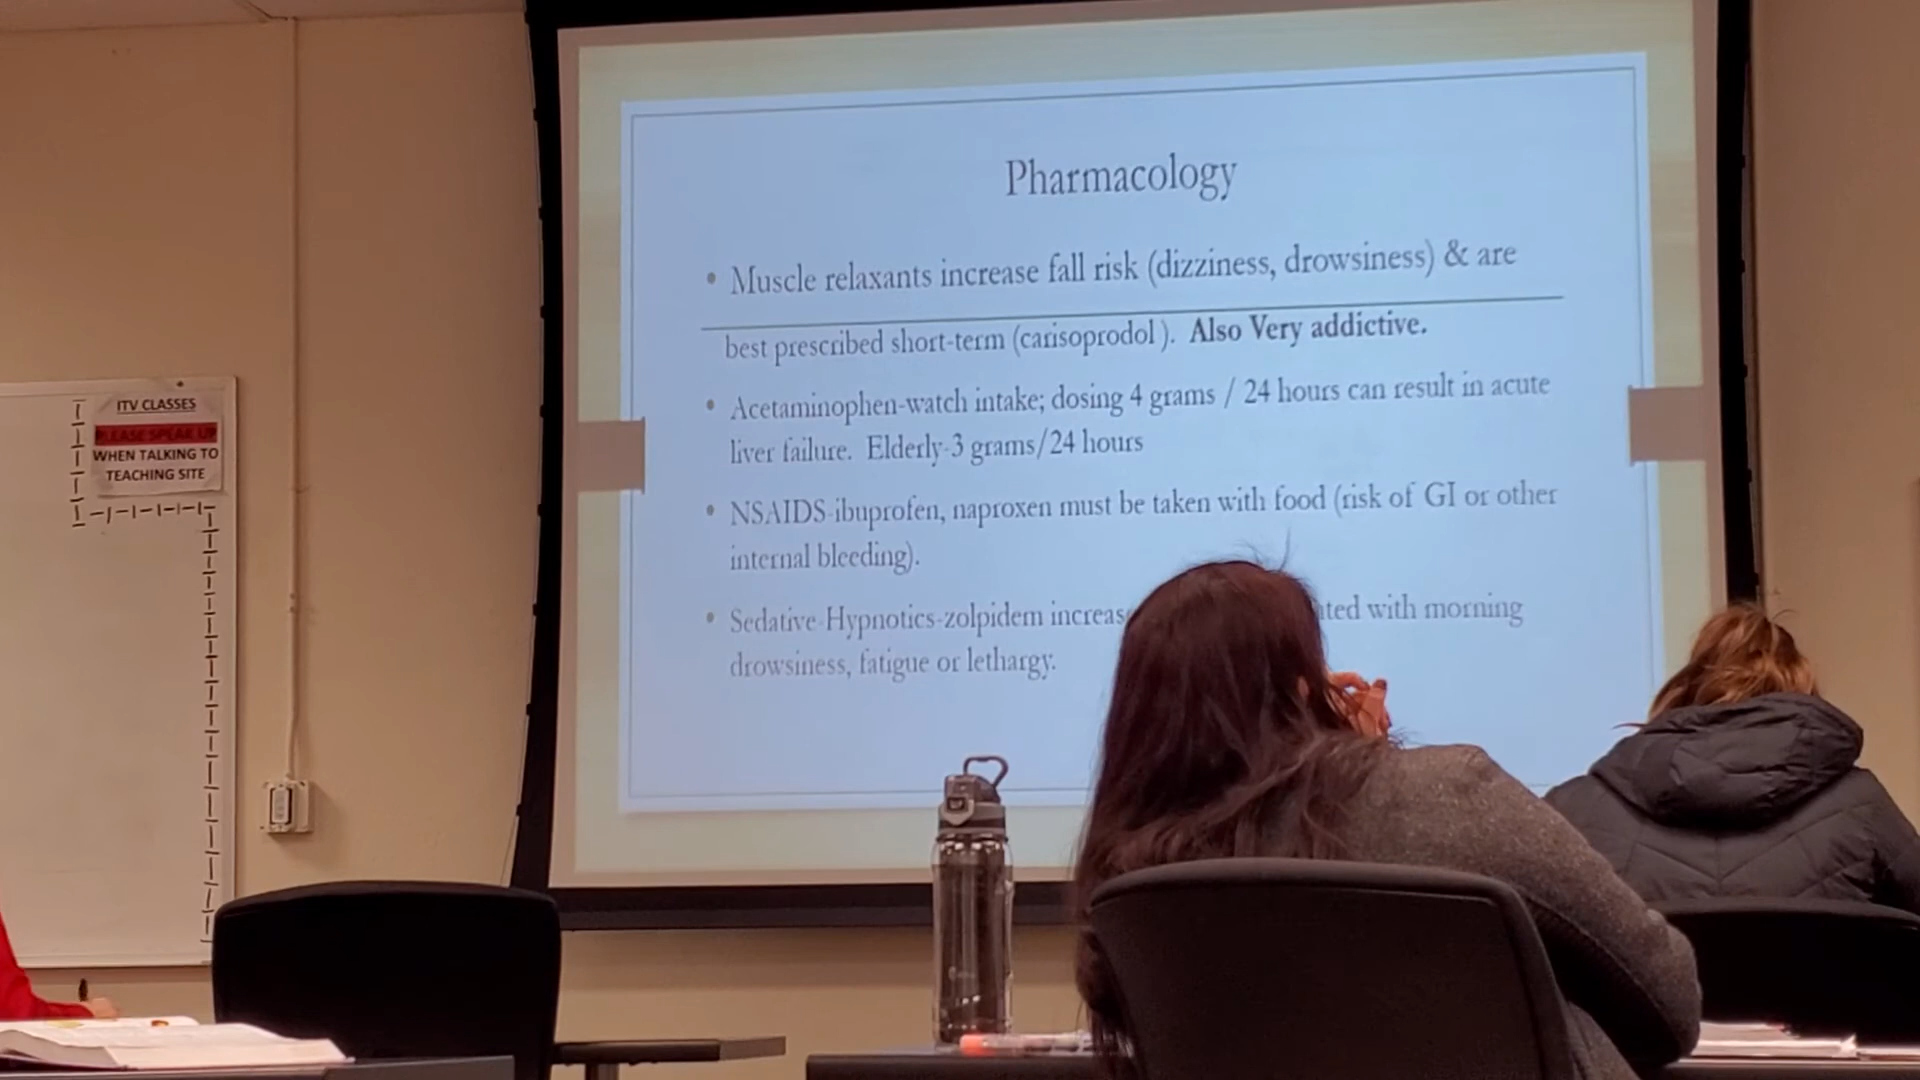 Pharmacology
• Muscle relaxants increase fall risk (dizziness, drowsiness) & are
best prescribed short-term (carisoprodol). Also Very addictive.
• Acetaminophen-watch intake; dosing 4 grams / 24 hours can result in acute
liver failure. Elderly-3 grams/24 hours
• NSAIDS-ibuprofen, naproxen must be taken with food (risk of GI or other
internal bleeding).
• Sedative-Hypnotics-zolpidem with morning
drowsiness, fatigue or lethargy.
ITV CLASSES
PLEASE SPEAK UP
WHEN TALKING TO
TEACHING SITE